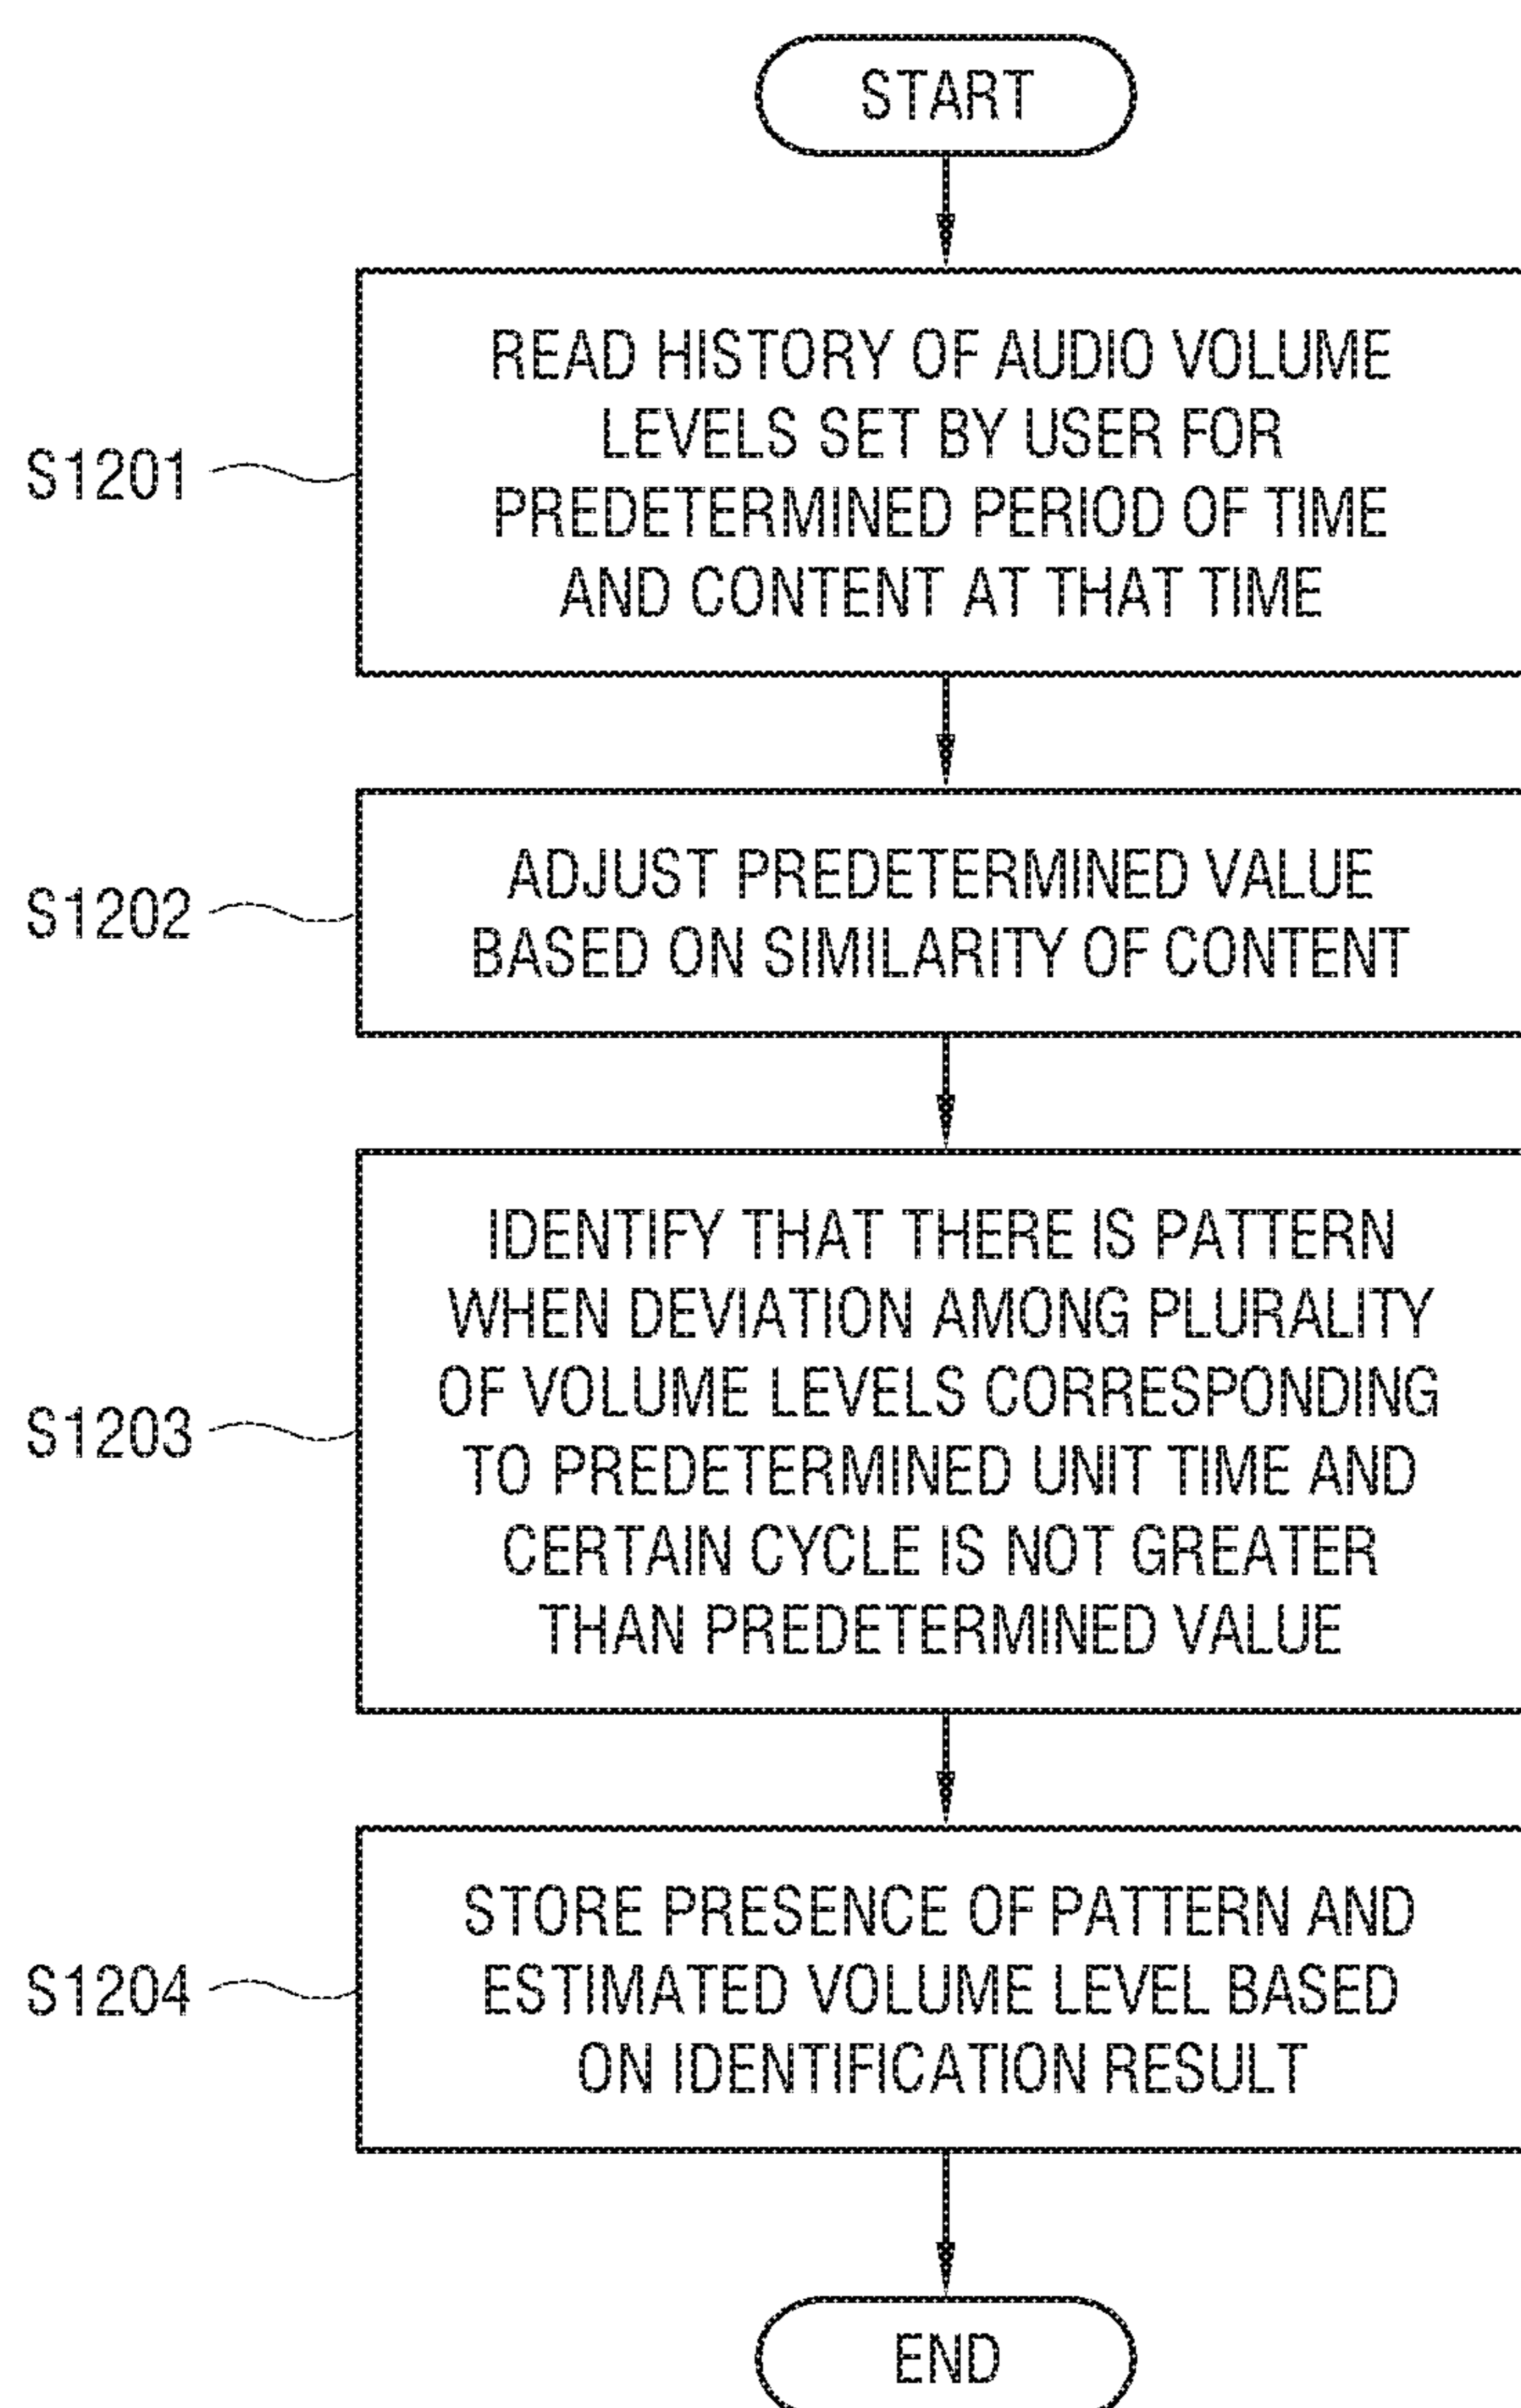 START
READ HISTORY OF AUDIO VOLUME
LEVELS SET BY USER FOR
S1201
PREDETERMINED PERIOD OF TIME
AND CONTENT AT THAT TIME
ADJUST PREDETERMINED VALUE
S1202
BASED ON SIMILARITY OF CONTENT
IDENTIFY THAT THERE IS PATTERN
WHEN DEVIATION AMONG PLURALITY
OF VOLUME LEVELS CORRESPONDING
S1203
TO PREDETERMINED UNIT TIME AND
CERTAIN CYCLE IS NOT GREATER
THAN PREDETERMINED VALUE
STORE PRESENCE OF PATTERN AND
S1204
ESTIMATED VOLUME LEVEL BASED
ON IDENTIFICATION RESULT
END